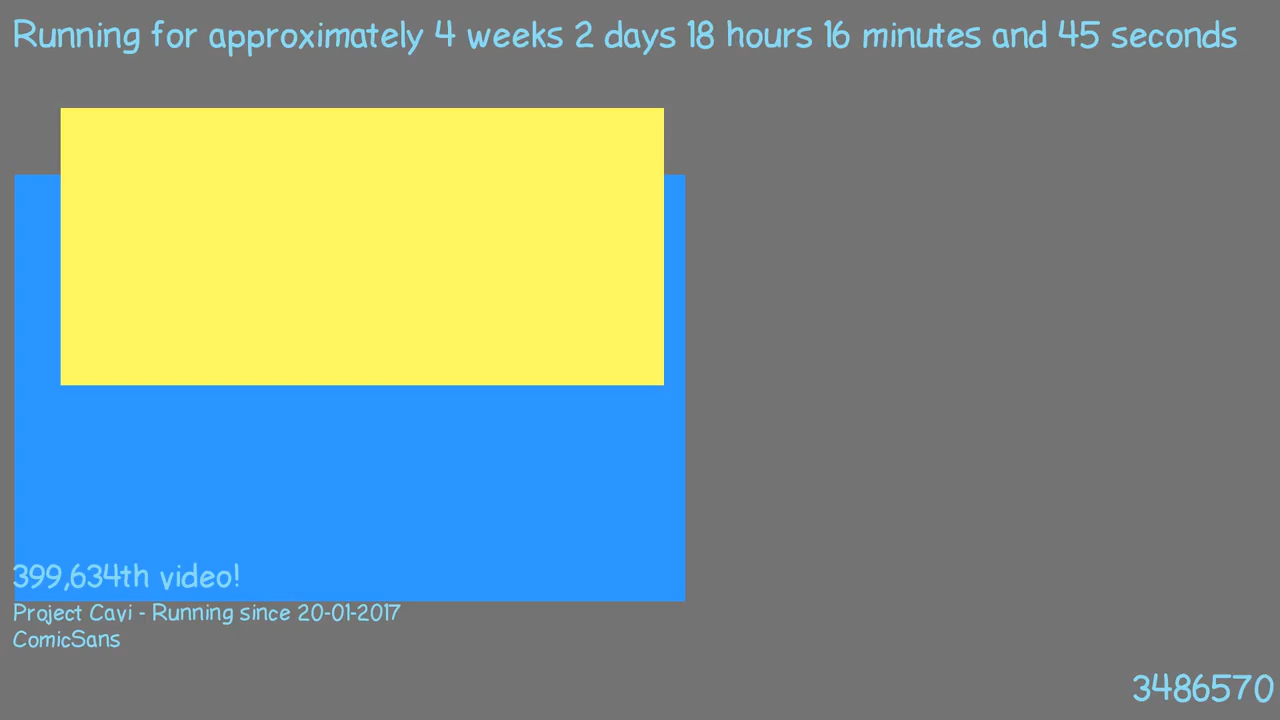 Running for approximately 4 weeks 2 days 18 hours 16 minutes and 45 seconds
399,634th video!
Project Cavi - Running since 20-01-2017
ComicSans
3486570